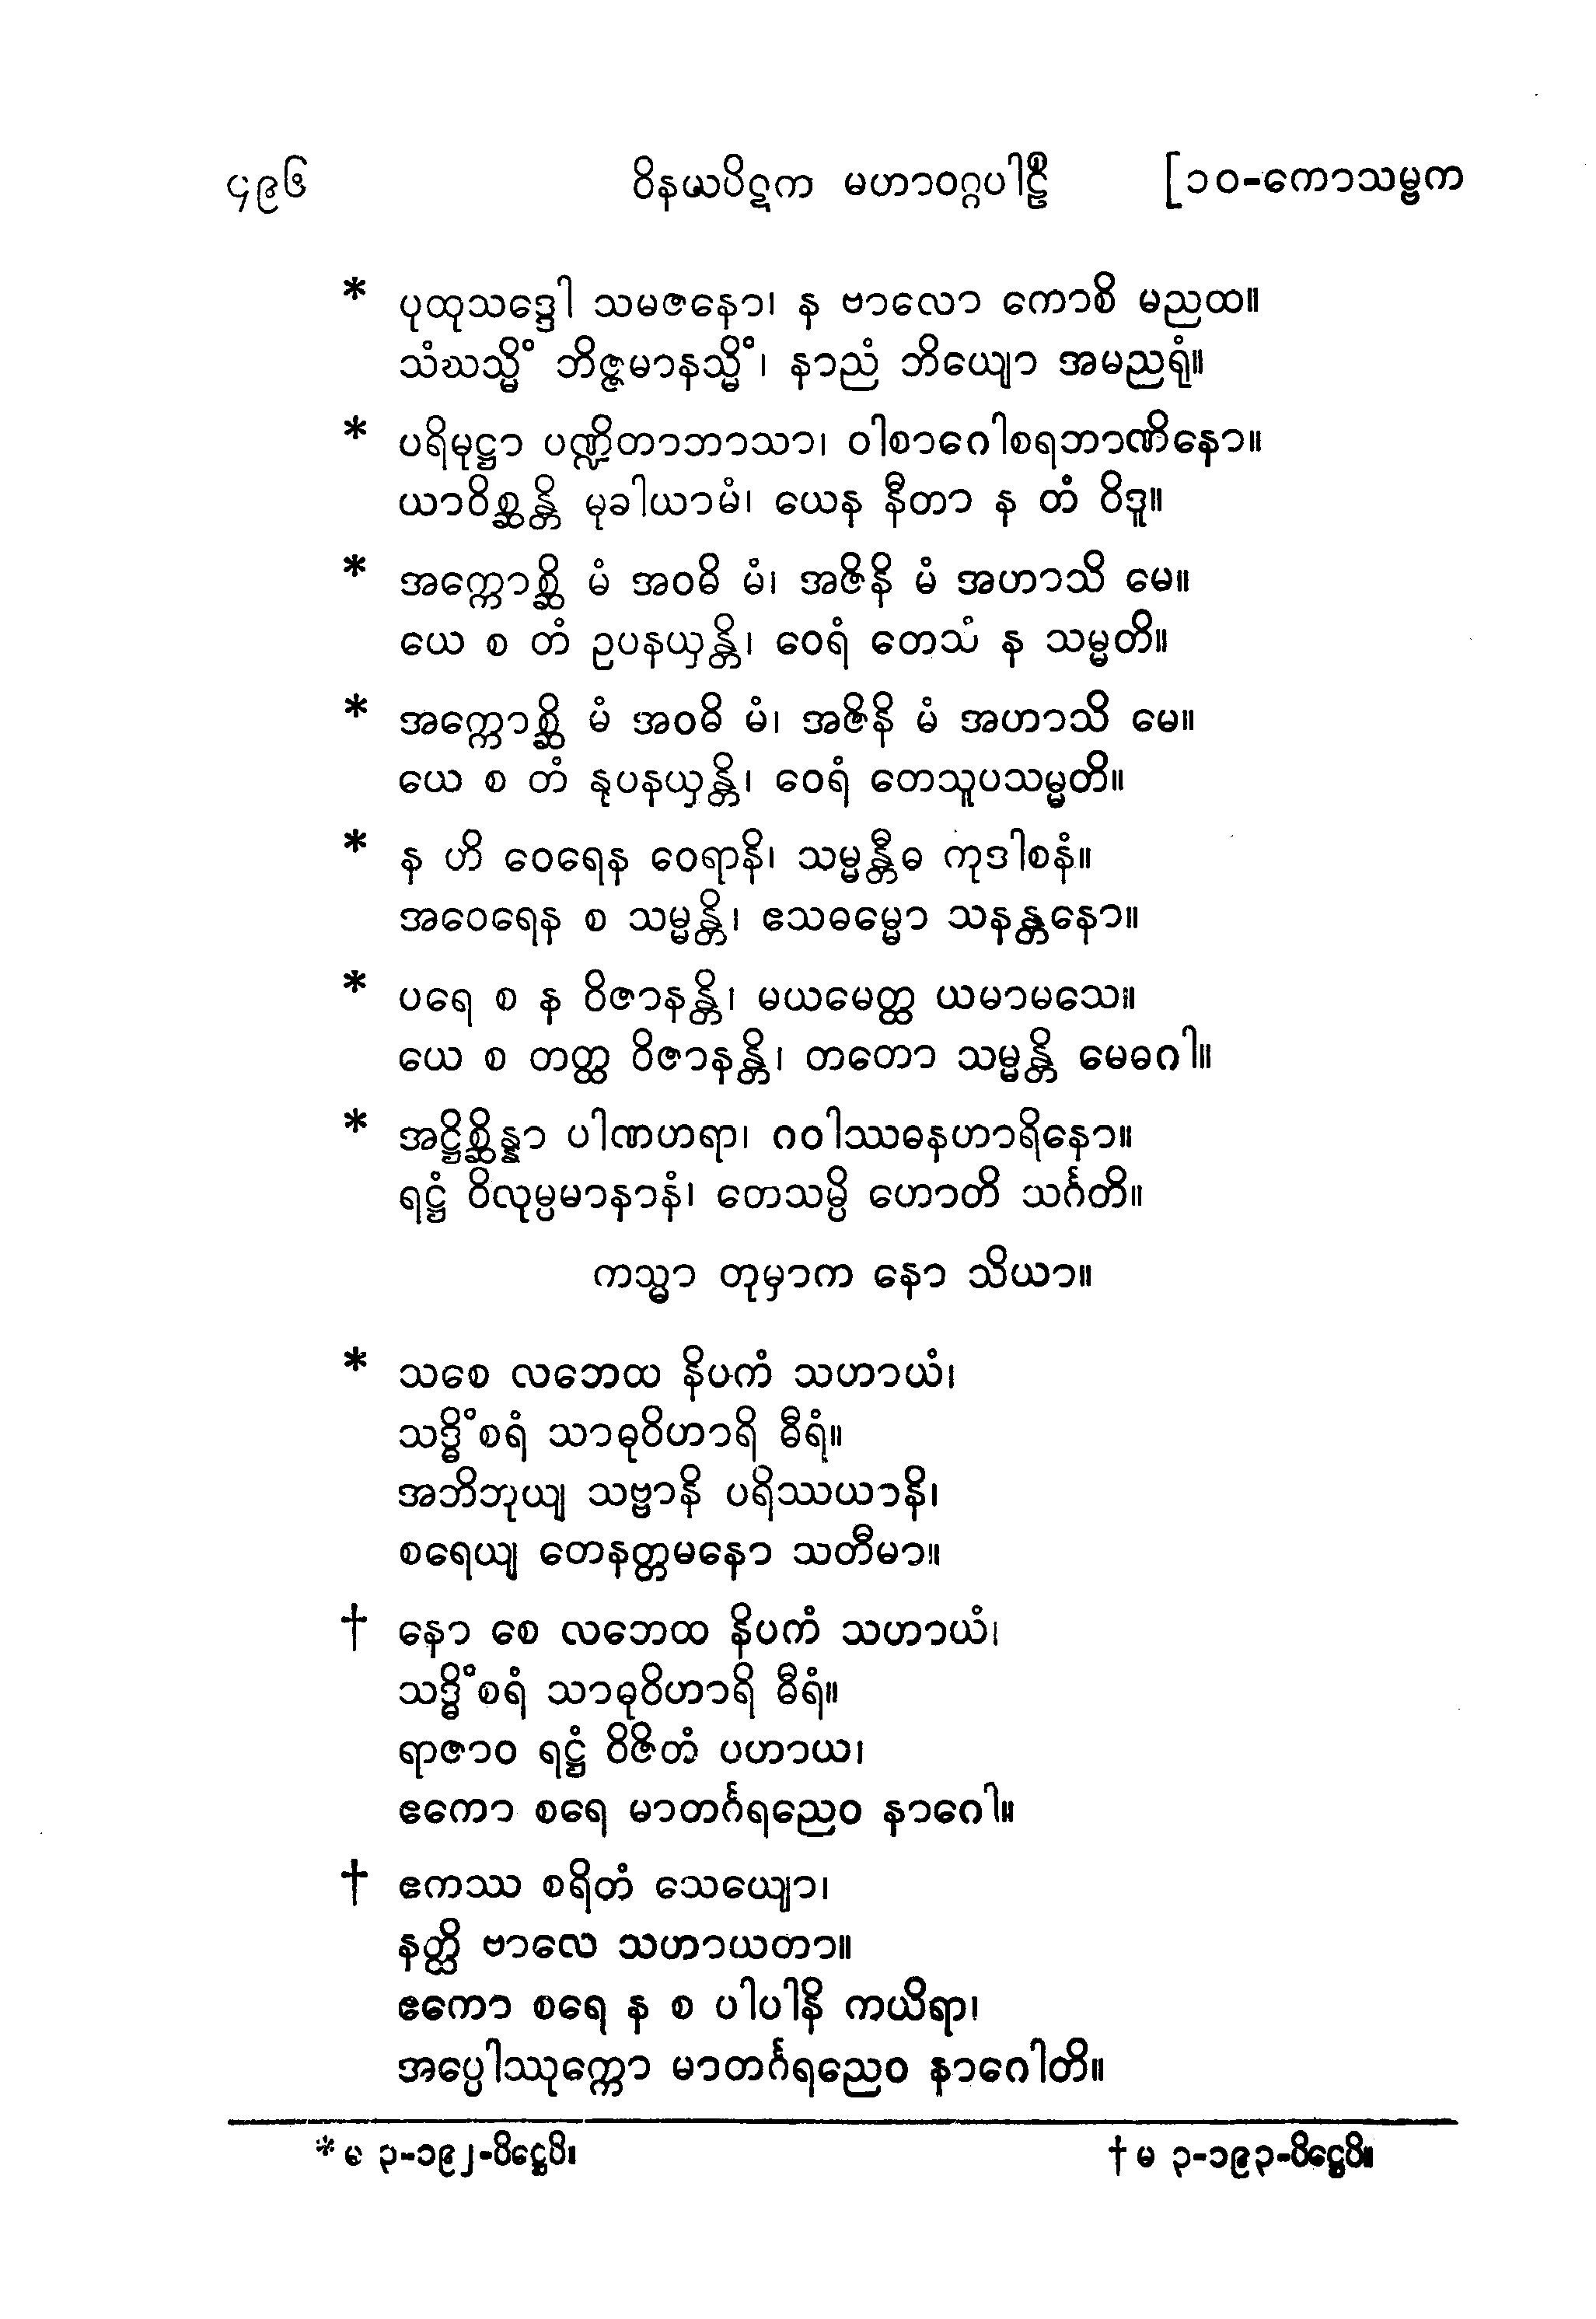 ၄၉၆ ဝိနယပိဋက မဟာဝဂ္ဂပါဠိ [၁၀-ကောသမ္ဗက
* ပုထုသဒ္ဒေါ သမဇနော၊ န ဗာလော ကောစိ မညထ။
သံဃသ္မိံ ဘိဇ္ဇမာနသ္မိံ၊ နာညံ ဘိယျော အမညရုံ။
* ပရိမုဋ္ဌာ ပဏ္ဍိတာဘာသာ၊ ဝါစာဂေါစရဘာဏိနော။
ယာဝိစ္ဆန္တိ မုခါယာမံ၊ ယေန နီတာ န တံ ဝိဒူ။
* အက္ကောစ္ဆိ မံ အဝဓိ မံ၊ အဇိနိ မံ အဟာသိ မေ။
ယေ စ တံ ဥပနယှန္တိ၊ ဝေရံ တေသံ န သမ္မတိ။
* အက္ကောစ္ဆိ မံ အဝဓိ မံ၊ အဇိနိ မံ အဟာသိ မေ။
ယေ စ တံ နုပနယှန္တိ၊ ဝေရံ တေသူပသမ္မတိ။
* န ဟိ ဝေရေန ဝေရာနိ၊ သမ္မန္တီဓ ကုဒါစနံ။
အဝေရေန စ သမ္မန္တိ၊ ဧသဓမ္မော သနန္တနော။
* ပရေ စ န ဝိဇာနန္တိ၊ မယမေတ္ထ ယမာမသေ။
ယေ စ တတ္ထ ဝိဇာနန္တိ၊ တတော သမ္မန္တိ မေဓဂါ။
* အဋ္ဌိစ္ဆိန္နာ ပါဏဟရာ၊ ဂဝါဿဓနဟာရိနော။
ရဋ္ဌံ ဝိလုမ္ပမာနာနံ၊ တေသမ္ပိ ဟောတိ သင်္ဂတိ။
ကသ္မာ တုမှာက နော သိယာ။
* သစေ လဘေထ နိပကံ သဟာယံ၊
သဒ္ဓိံစရံ သာဓုဝိဟာရိ ဓီရံ။
အဘိဘုယျ သဗ္ဗာနိ ပရိဿယာနိ၊
စရေယျ တေနတ္တမနော သတီမာ။
† နော စေ လဘေထ နိပကံ သဟာယံ၊
သဒ္ဓိံစရံ သာဓုဝိဟာရိ ဓီရံ။
ရာဇာဝ ရဋ္ဌံ ဝိဇိတံ ပဟာယ၊
ဧကော စရေ မာတင်္ဂရညေဝ နာဂေါ။
† ဧကဿ စရိတံ သေယျော၊
နတ္ထိ ဗာလေ သဟာယတာ။
ဧကော စရေ န စ ပါပါနိ ကယိရာ၊
အပ္ပေါဿုက္ကော မာတင်္ဂရညေဝ နာဂေါတိ။
* မ ၃-၁၉၂-ပိဋ္ဌေပိ။ † မ ၃-၁၉၃-ပိဋ္ဌေပိ။